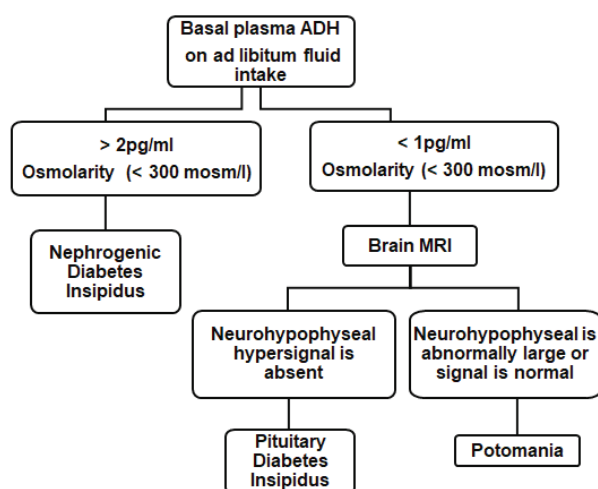 Basal plasma ADH
on ad libitum fluid
intake
> 2pg/ml
Osmolarity (< 300 mosm/l)
< 1pg/ml
Osmolarity (< 300 mosm/l)
Nephrogenic
Diabetes
Insipidus
Brain MRI
Neurohypophyseal
hypersignal is
absent
Neurohypophyseal is
abnormally large or
signal is normal
Pituitary
Diabetes
Insipidus
Potomania